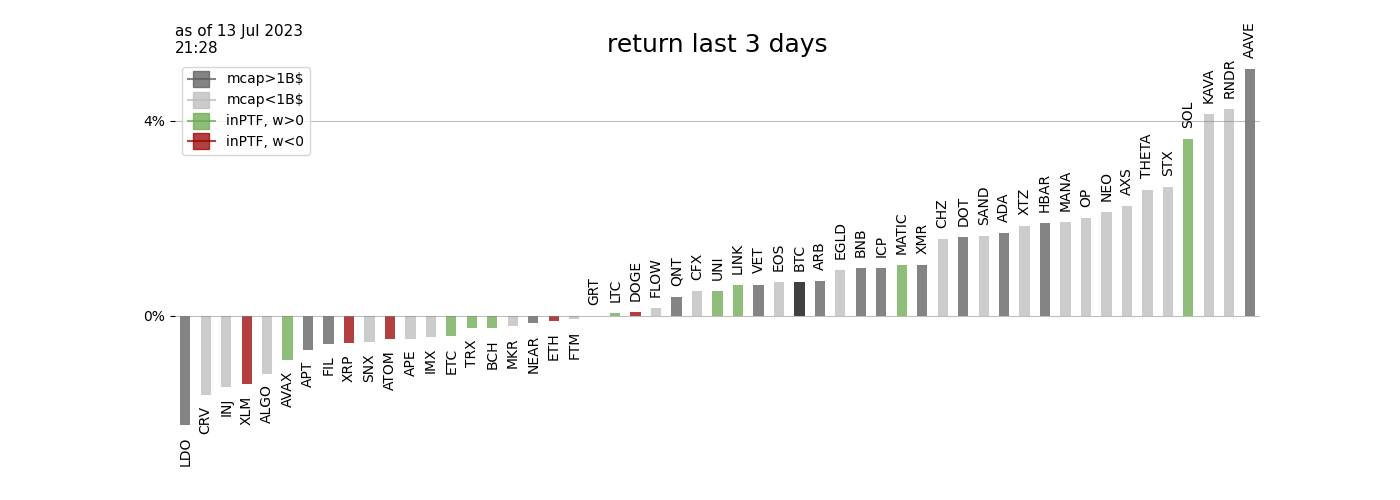 as of 13 Jul 2023
21:28
return last 3 days
mcap>1B$
mcap<1B$
inPTF, w>0
inPTF, w<0
4%
0%
LDO
CRV
INJ
XLM
ALGO
AVAX
APT
FIL
XRP
SNX
ATOM
APE
IMX
ETC
TRX
BCH
MKR
NEAR
ETH
FTM
GRT
LTC
DOGE
FLOW
QNT
CFX
UNI
LINK
VET
EOS
BTC
ARB
EGLD
BNB
ICP
MATIC
XMR
CHZ
DOT
SAND
ADA
XTZ
HBAR
MANA
OP
NEO
AXS
THETA
STX
SOL
KAVA
RNDR
AAVE